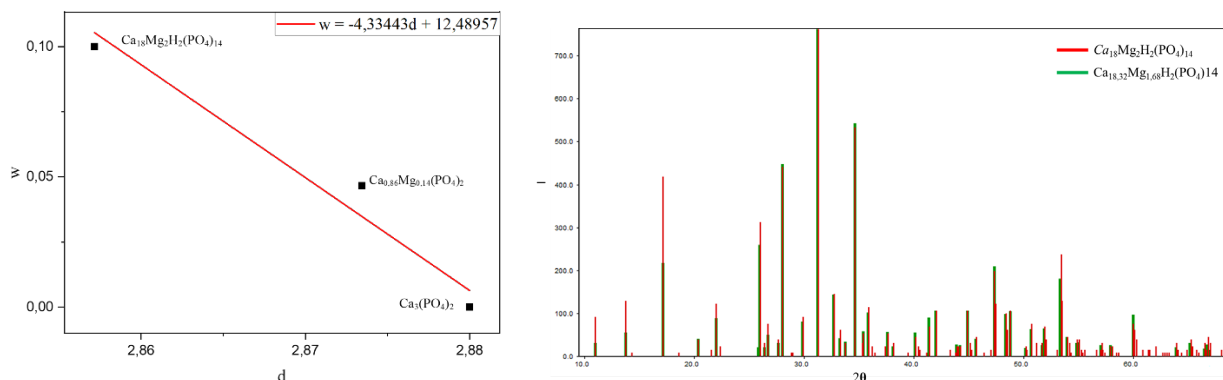 w = -4,33443d + 12,48957
0,10
Ca₁₈Mg₂H₂(PO₄)₁₄
w
0,05
Ca₀,₈₆Mg₀,₁₄(PO₄)₂
Ca₃(PO₄)₂
0,00
2,86
2,87
2,88
d
Ca₁₈Mg₂H₂(PO₄)₁₄
Ca₁₈,₃₂Mg₁,₆₈H₂(PO₄)14
700.0
600.0
500.0
400.0
I
300.0
200.0
100.0
0.0
10.0
20.0
30.0
40.0
50.0
60.0
2θ